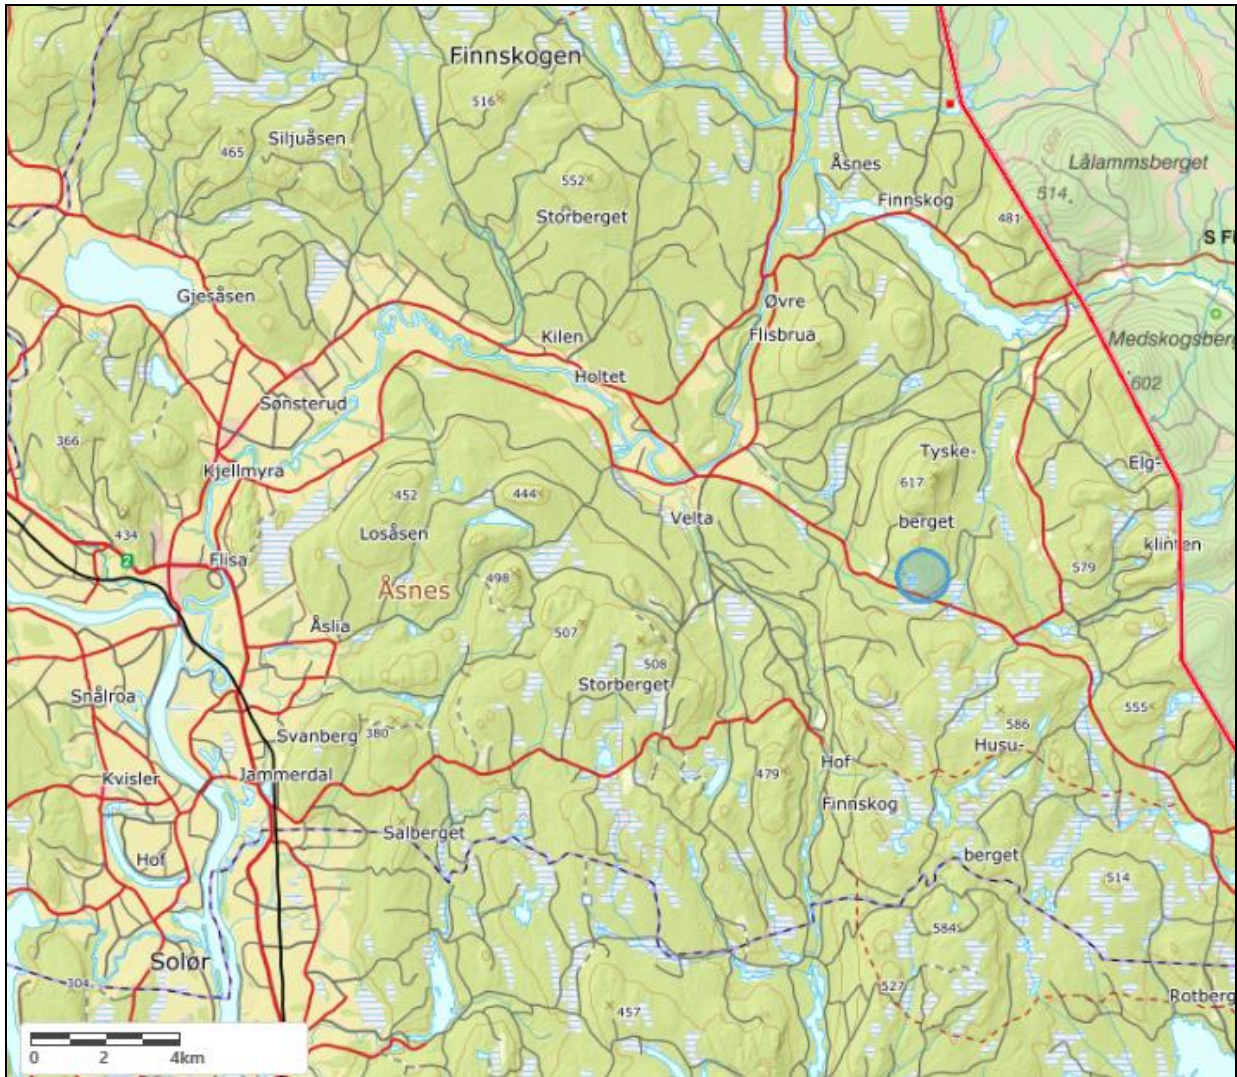 Finnskogen
516
Siljuåsen
465
Åsnes
Lålammsberget
400
514
552
Finnskog
Storberget
481
S Fi
Gjesåsen
Øvre
Kilen
Flisbrua
Medskogsberg
Holtet
602
Sønsterud
366
Tyske-
Elg-
Kjellmyra
617
452
444
Velta
berget
434
Losåsen
klinten
2
Flisa
579
498
Åsnes
Åslia
507
508
Storberget
Snålroa
555
586
Svanberg
380
Husu-
Hof
Jammerdal
479
Kvisler
Finnskog
Salberget
Hof
berget
514
584
Solør
304
527
Rotberg
457
0 2 4km